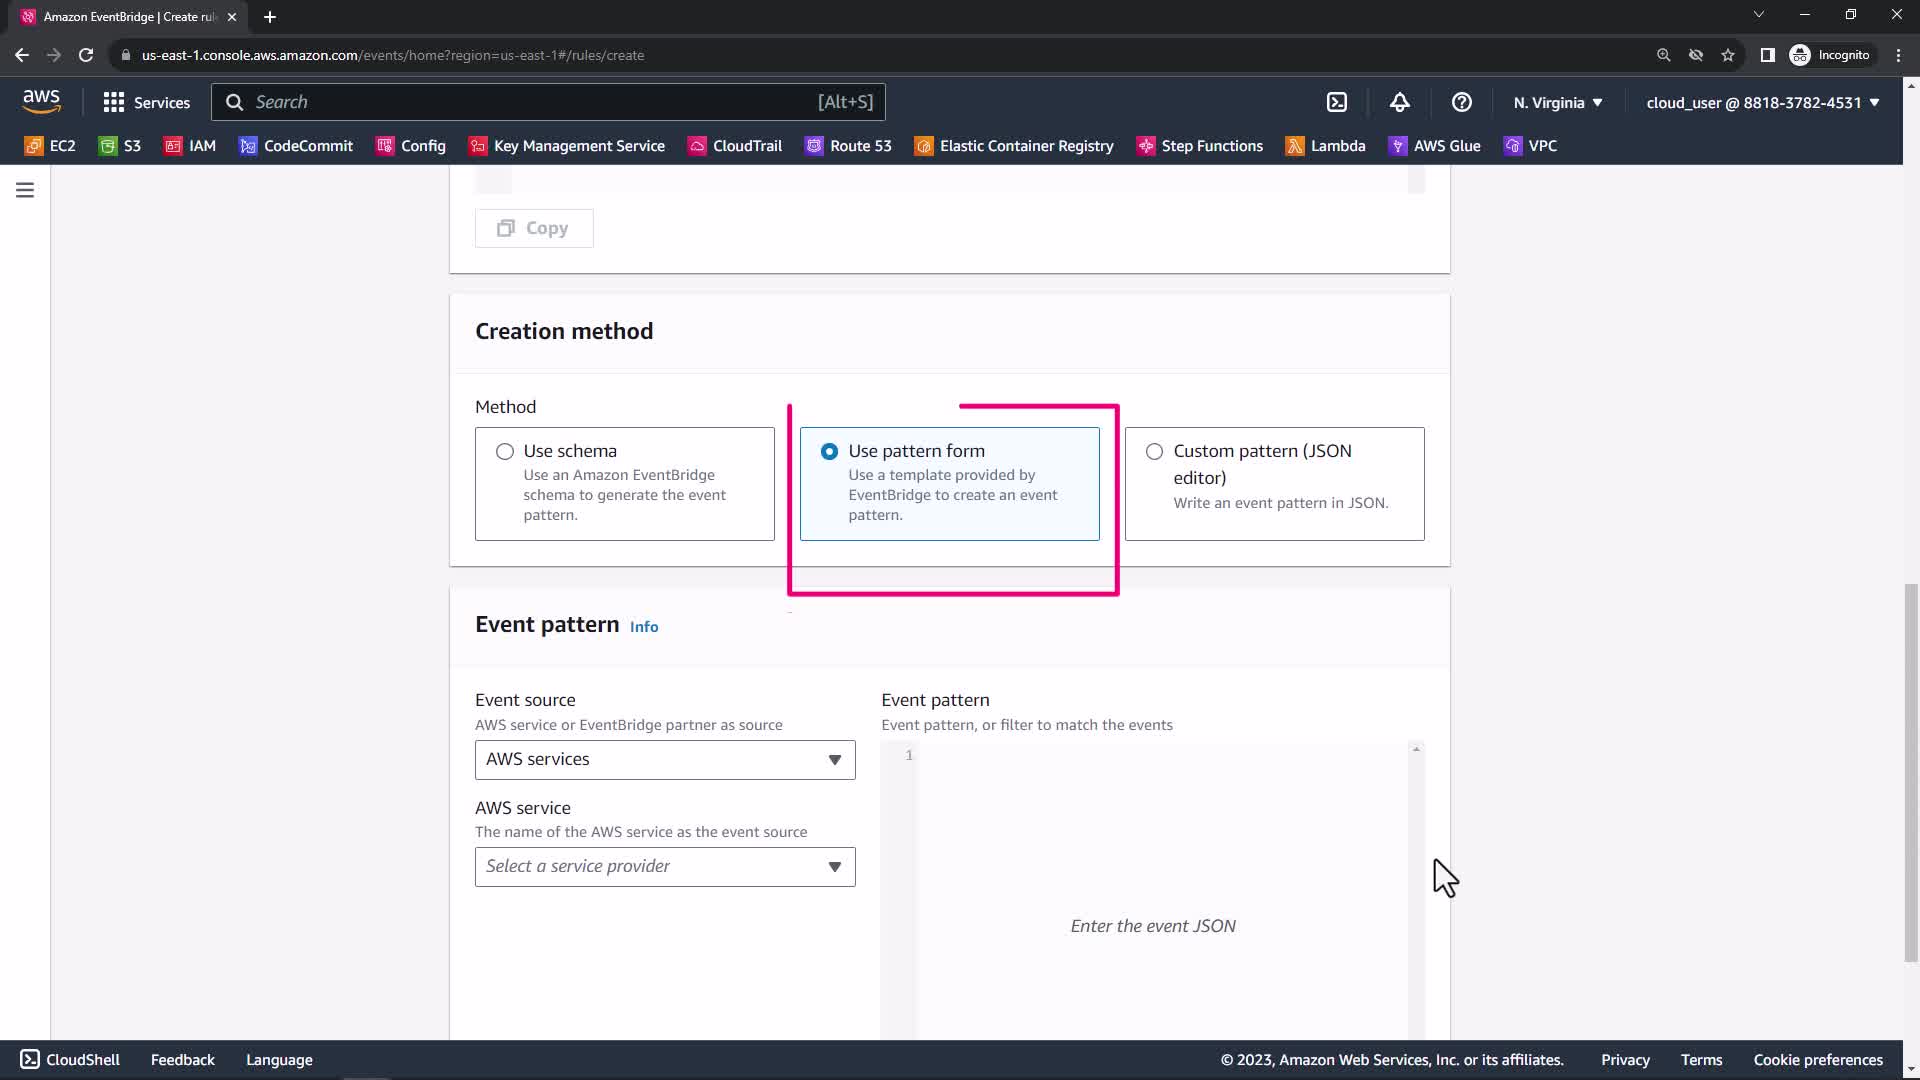 Amazon EventBridge | Create rul
us-east-1.console.aws.amazon.com/events/home?region=us-east-1#/rules/create
Incognito
aws
Services
Search
[Alt+S]
N. Virginia
cloud_user @ 8818-3782-4531
EC2
S3
IAM
CodeCommit
Config
Key Management Service
CloudTrail
Route 53
Elastic Container Registry
Step Functions
Lambda
AWS Glue
VPC
Copy
Creation method
Method
Use schema
Use an Amazon EventBridge
schema to generate the event
pattern.
Use pattern form
Use a template provided by
EventBridge to create an event
pattern.
Custom pattern (JSON
editor)
Write an event pattern in JSON.
Event pattern Info
Event source
AWS service or EventBridge partner as source
AWS services
AWS service
The name of the AWS service as the event source
Select a service provider
Event pattern
Event pattern, or filter to match the events
1
Enter the event JSON
CloudShell
Feedback
Language
© 2023, Amazon Web Services, Inc. or its affiliates.
Privacy
Terms
Cookie preferences